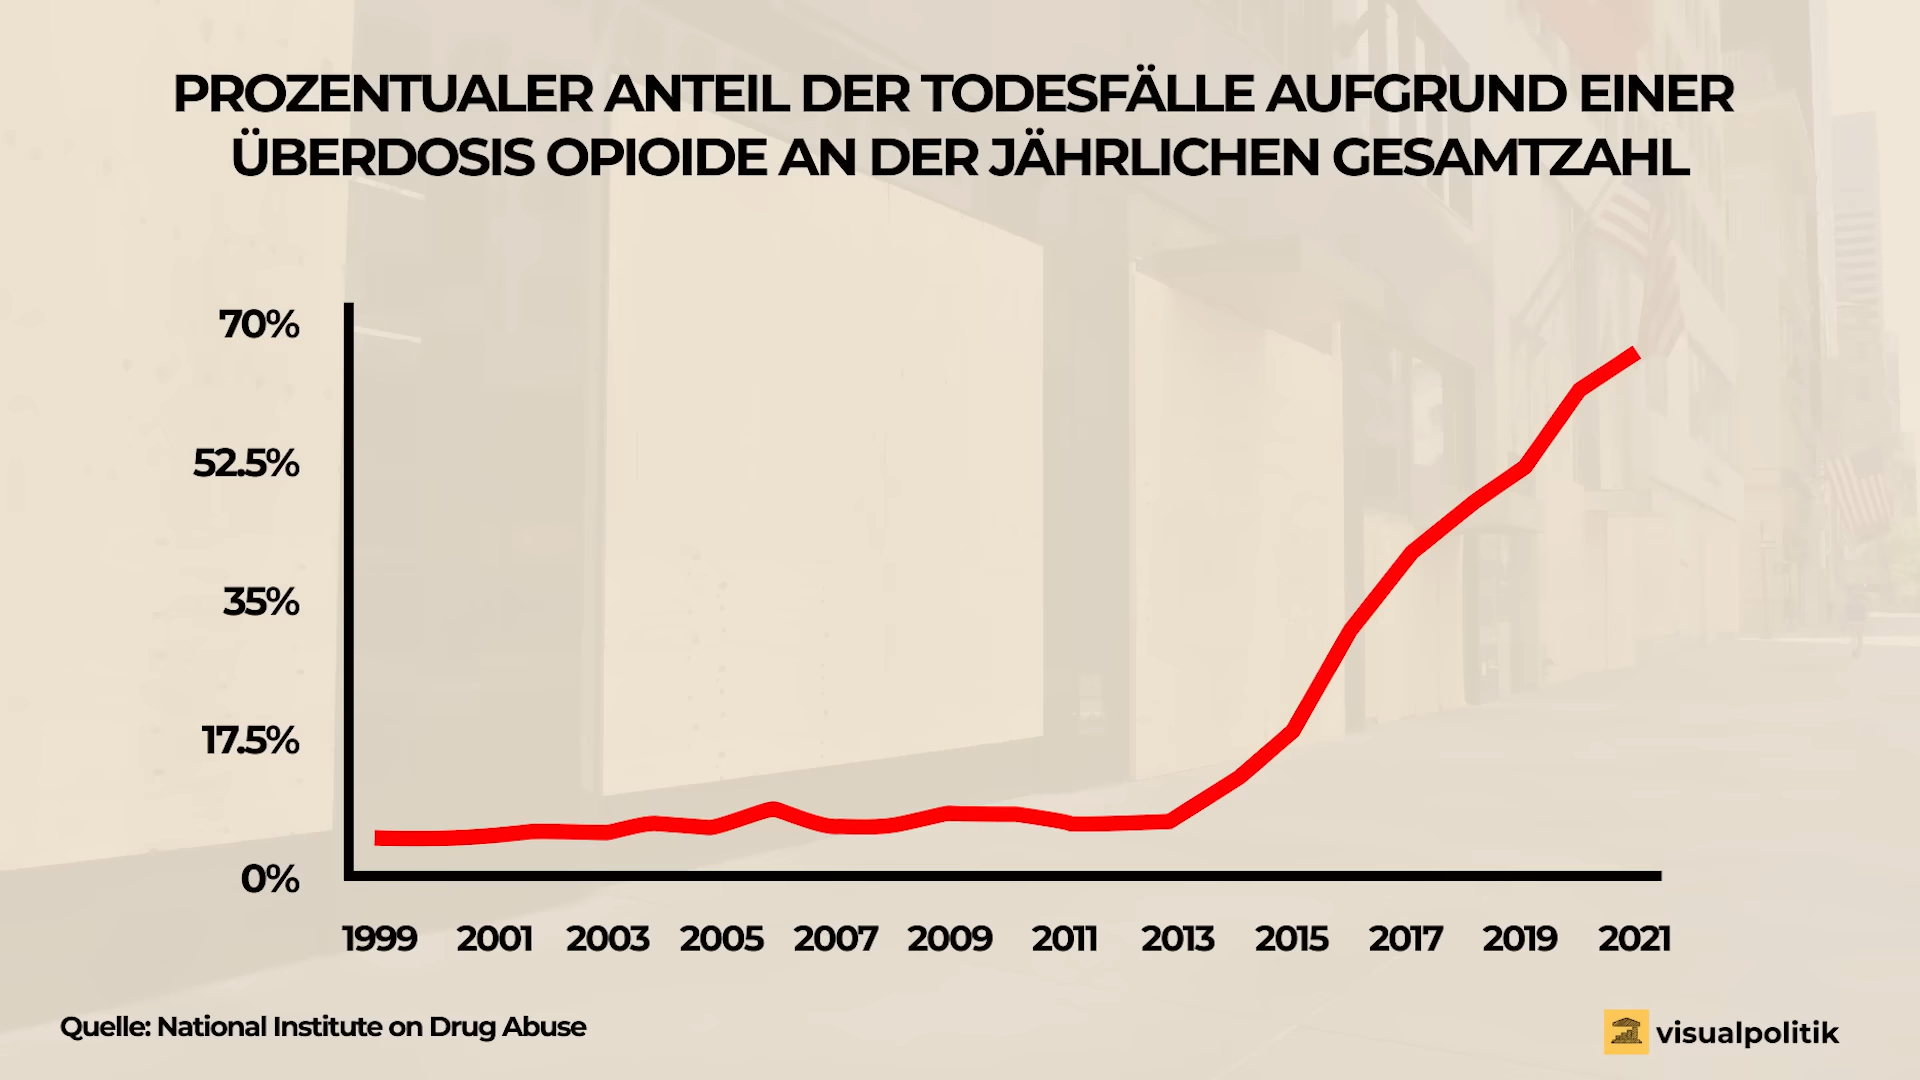 PROZENTUALER ANTEIL DER TODESFÄLLE AUFGRUND EINER
ÜBERDOSIS OPIOIDE AN DER JÄHRLICHEN GESAMTZAHL
70%
52.5%
35%
17.5%
0%
1999 2001 2003 2005 2007 2009 2011 2013 2015 2017 2019 2021
Quelle: National Institute on Drug Abuse
visualpolitik